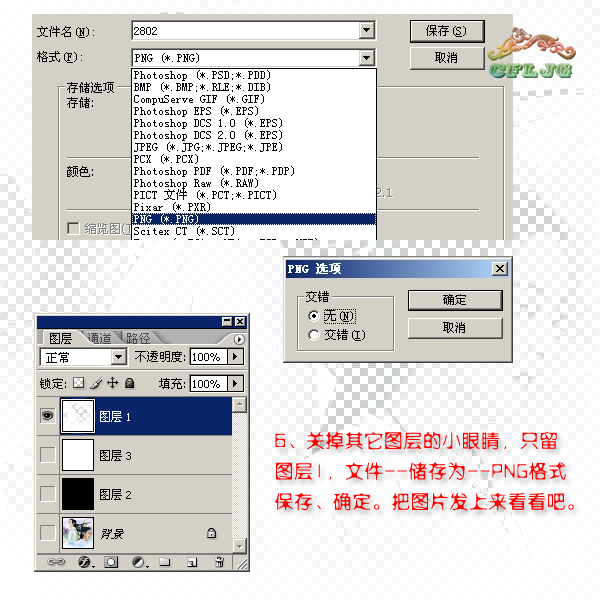 文件名(N):
2802
保存(S)
格式(F):
PNG (*.PNG)
取消
GFLJG
存储选项
存储:
Photoshop (*.PSD;*.PDD)
BMP (*.BMP;*.RLE;*.DIB)
CompuServe GIF (*.GIF)
Photoshop EPS (*.EPS)
Photoshop DCS 1.0 (*.EPS)
Photoshop DCS 2.0 (*.EPS)
JPEG (*.JPG;*.JPEG;*.JPE)
PCX (*.PCX)
Photoshop PDF (*.PDF;*.PDP)
颜色:
Photoshop Raw (*.RAW)
PICT 文件 (*.PCT;*.PICT)
2.1
Pixar (*.PXR)
PNG (*.PNG)
缩览图(
Scitex CT (*.SCT)
PNG 选项
交错
无(N)
交错(I)
确定
取消
图层
通道
路径
正常
不透明度:
100%
锁定:
填充:
100%
图层 1
图层 3
图层 2
背景
6、关掉其它图层的小眼睛，只留
图层1，文件--储存为--PNG格式
保存、确定。把图片发上来看看吧。